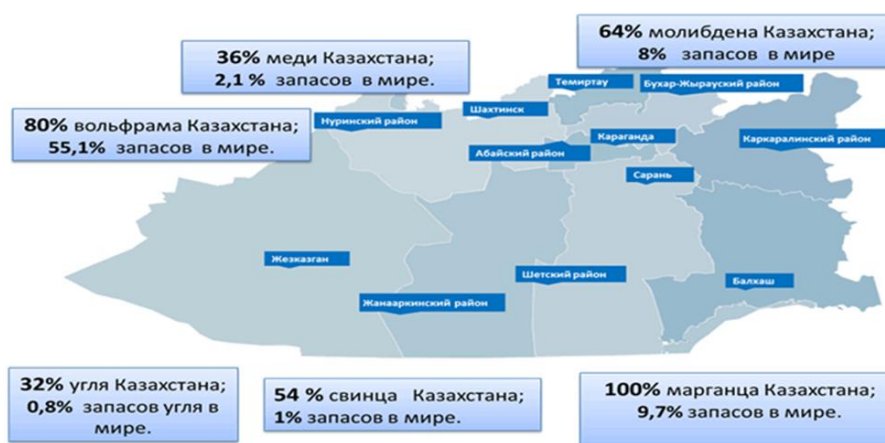 36% меди Казахстана;
2,1 % запасов в мире.
64% молибдена Казахстана;
8% запасов в мире
80% вольфрама Казахстана;
55,1% запасов в мире.
Темиртау
Бухар-Жырауский район
Шахтинск
Нуринский район
Караганда
Каркаралинский район
Абайский район
Сарань
Жезказган
Шетский район
Балхаш
Жанааркинский район
32% угля Казахстана;
0,8% запасов угля в
мире.
54 % свинца Казахстана;
1% запасов в мире.
100% марганца Казахстана;
9,7% запасов в мире.